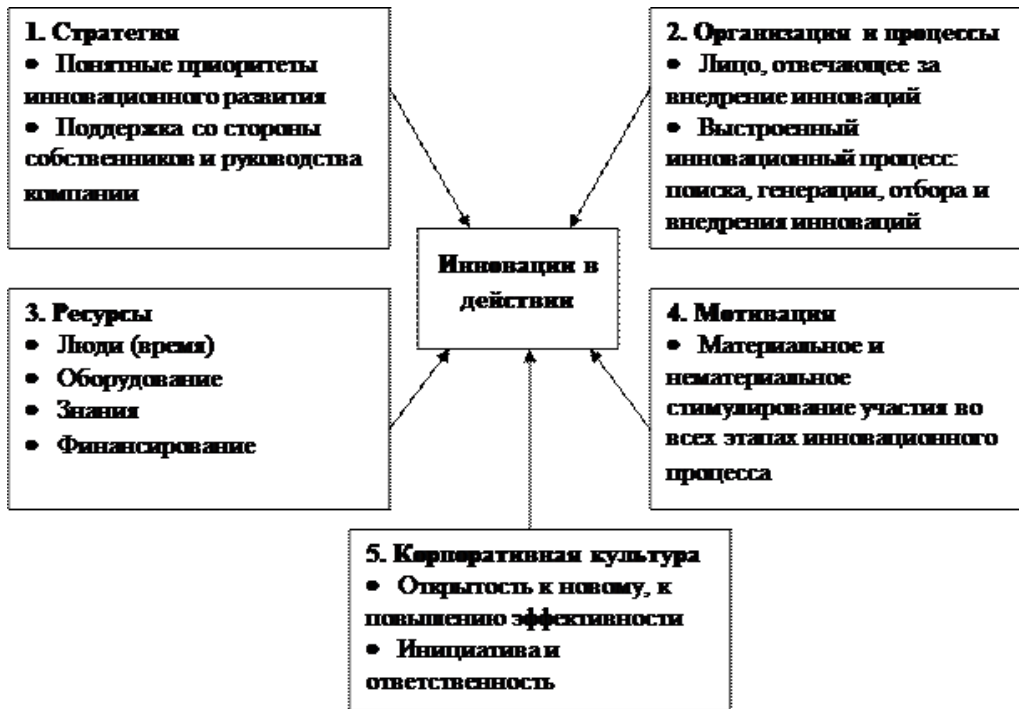 1. Стратегия
• Понятные приоритеты
инновационного развития
• Поддержка со стороны
собственников и руководства
компании
2. Организация и процессы
• Лицо, отвечающее за
внедрение инноваций
• Выстроенный
инновационный процесс:
поиска, генерации, отбора и
внедрения инноваций
Инновации в
действии
3. Ресурсы
• Люди (время)
• Оборудование
• Знания
• Финансирование
4. Мотивация
• Материальное и
нематериальное
стимулирование участия во
всех этапах инновационного
процесса
5. Корпоративная культура
• Открытость к новому, к
повышению эффективности
• Инициатива и
ответственность